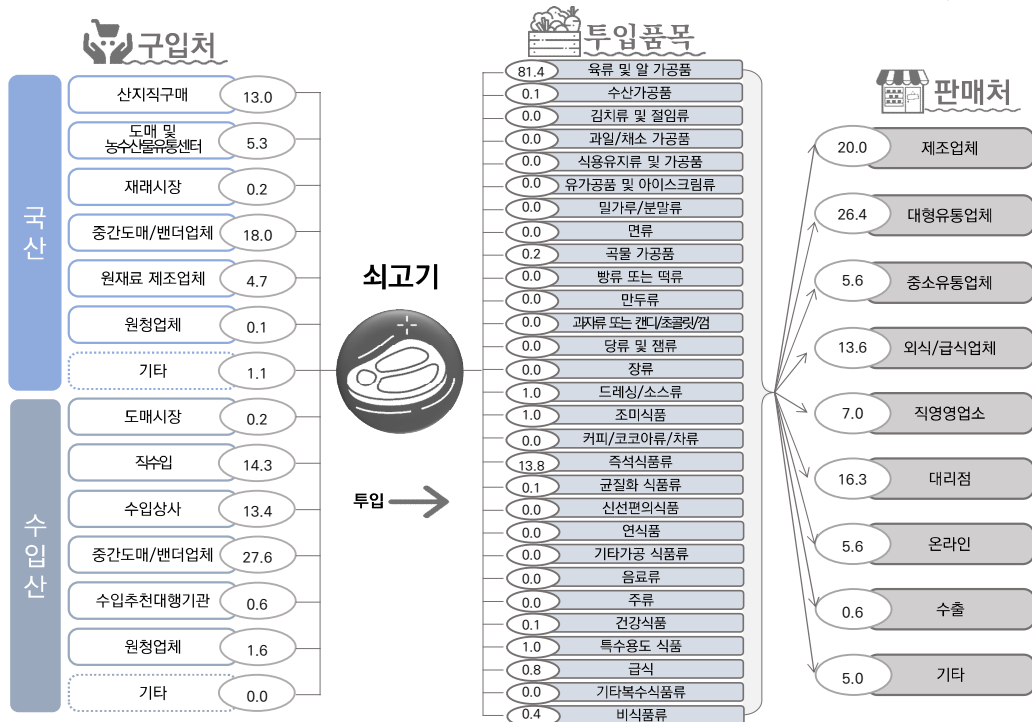 구입처
국산
산지직구매 13.0
도매 및
농수산물유통센터 5.3
재래시장 0.2
중간도매/밴더업체 18.0
원재료 제조업체 4.7
원청업체 0.1
기타 1.1
수입산
도매시장 0.2
직수입 14.3
수입상사 13.4
중간도매/밴더업체 27.6
수입추천대행기관 0.6
원청업체 1.6
기타 0.0
쇠고기
투입
투입품목
81.4 육류 및 알 가공품
0.1 수산가공품
0.0 김치류 및 절임류
0.0 과일/채소 가공품
0.0 식용유지류 및 가공품
0.0 유가공품 및 아이스크림류
0.0 밀가루/분말류
0.0 면류
0.2 곡물 가공품
0.0 빵류 또는 떡류
0.0 만두류
0.0 과자류 또는 캔디/초콜릿/껌
0.0 당류 및 잼류
0.0 장류
1.0 드레싱/소스류
1.0 조미식품
0.0 커피/코코아류/차류
13.8 즉석식품류
0.1 균질화 식품류
0.0 신선편의식품
0.0 연식품
0.0 기타가공 식품류
0.0 음료류
0.0 주류
0.1 건강식품
1.0 특수용도 식품
0.8 급식
0.0 기타복수식품류
0.4 비식품류
판매처
20.0 제조업체
26.4 대형유통업체
5.6 중소유통업체
13.6 외식/급식업체
7.0 직영영업소
16.3 대리점
5.6 온라인
0.6 수출
5.0 기타